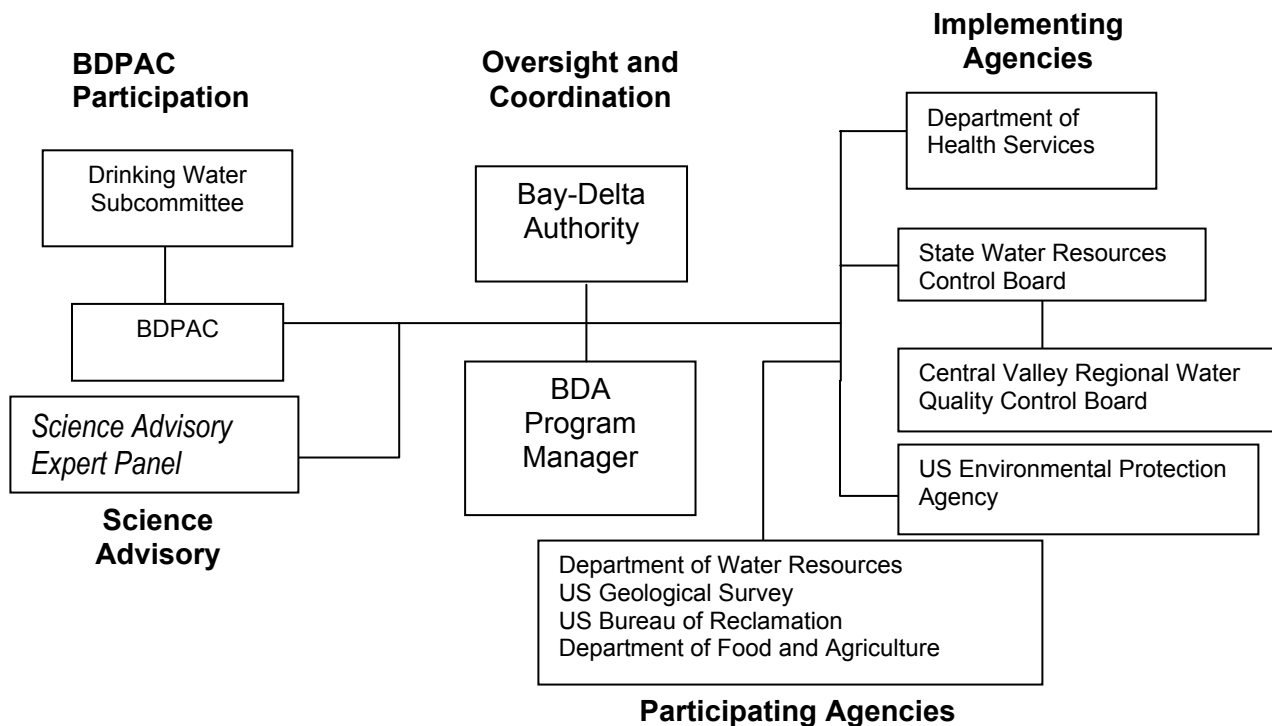 BDPAC
Participation
Drinking Water
Subcommittee
BDPAC
Science Advisory
Expert Panel
Science
Advisory
Oversight and
Coordination
Bay-Delta
Authority
BDA
Program
Manager
Implementing
Agencies
Department of
Health Services
State Water Resources
Control Board
Central Valley Regional Water
Quality Control Board
US Environmental Protection
Agency
Department of Water Resources
US Geological Survey
US Bureau of Reclamation
Department of Food and Agriculture
Participating Agencies